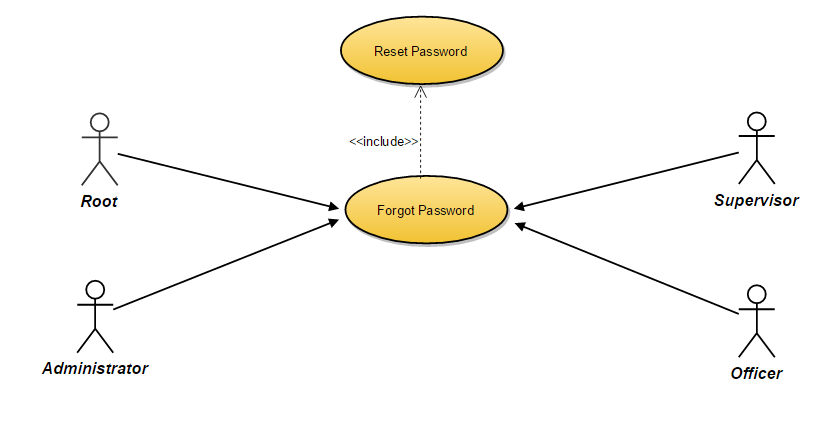 Reset Password
<<include>>
Root
Supervisor
Forgot Password
Administrator
Officer